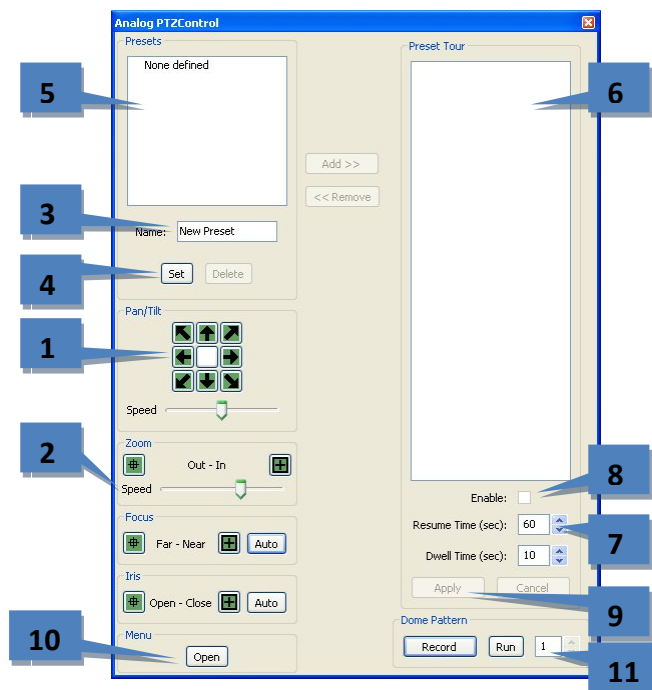 Analog PTZControl
Presets
None defined
5
3
Name: New Preset
4
Set Delete
Add >>
<< Remove
Pan/Tilt
1
Speed
Zoom
2
Out - In
Speed
Focus
Far - Near Auto
Iris
Open - Close Auto
Menu
10
Open
Preset Tour
6
Enable:
8
Resume Time (sec): 60
7
Dwell Time (sec): 10
Apply Cancel
9
Dome Pattern
Record Run 1
11